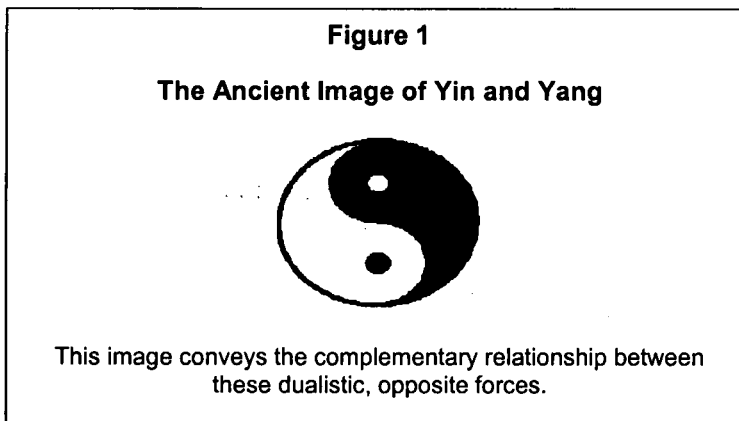 Figure 1
The Ancient Image of Yin and Yang
This image conveys the complementary relationship between
these dualistic, opposite forces.